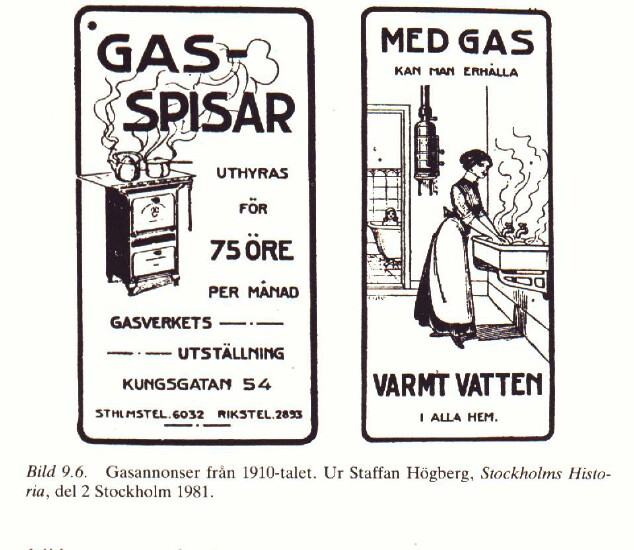 GAS-
SPISAR
UTHYRAS
FÖR
75 ÖRE
PER MÅNAD
GASVERKETS
UTSTÄLLNING
KUNGSGATAN 54
STHLMSTEL.6032 RIKSTEL.2893
MED GAS
KAN MAN ERHÅLLA
VARMT VATTEN
I ALLA HEM.
Bild 9.6. Gasannonser från 1910-talet. Ur Staffan Högberg, Stockholms Histo-
ria, del 2 Stockholm 1981.